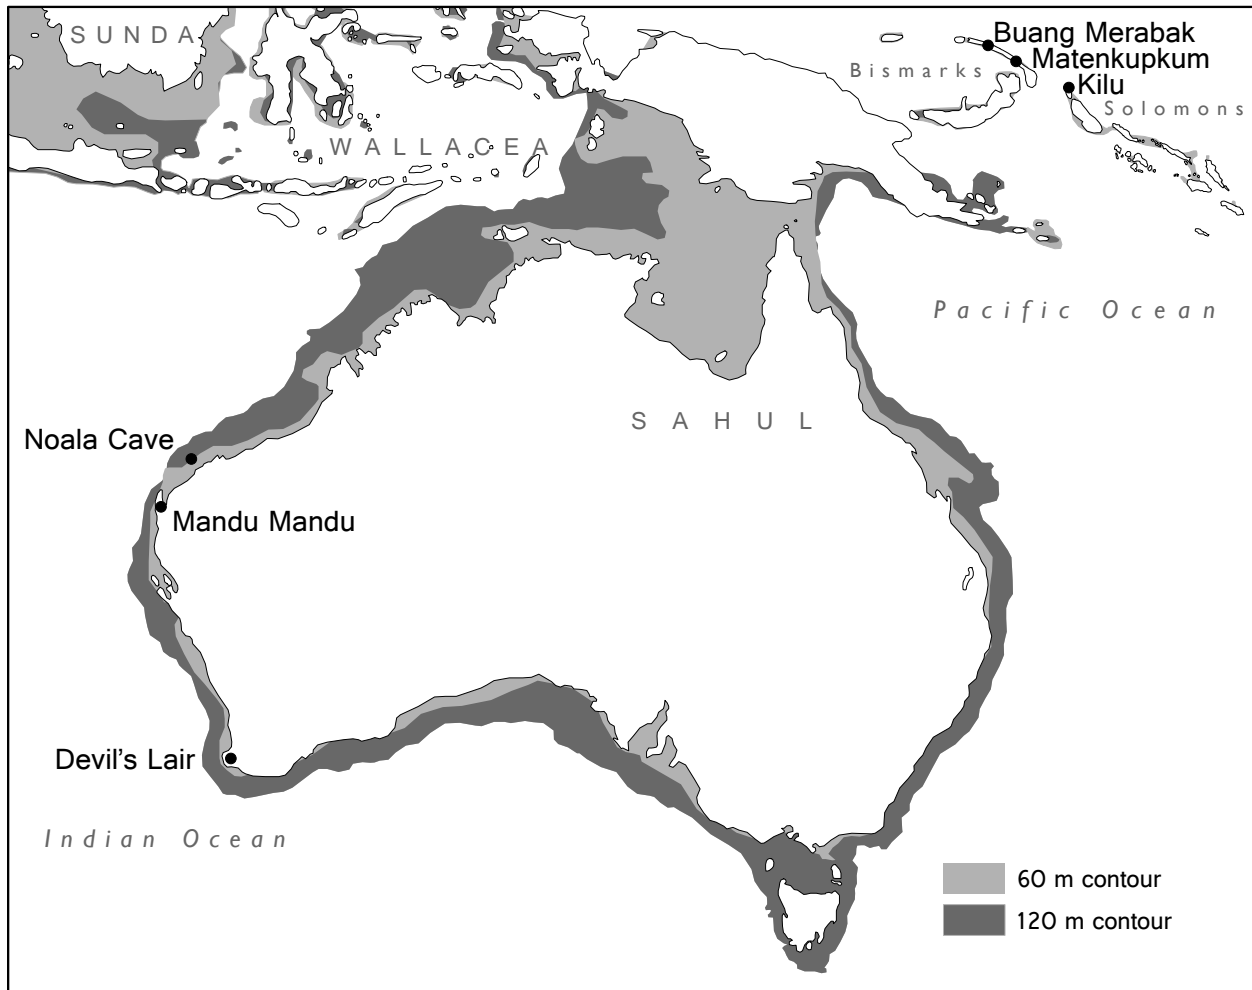 SUNDA
Buang Merabak
Matenkupkum
Bismarks
Kilu
Solomons
WALLACEA
Pacific Ocean
SAHUL
Noala Cave
Mandu Mandu
Devil's Lair
Indian Ocean
60 m contour
120 m contour